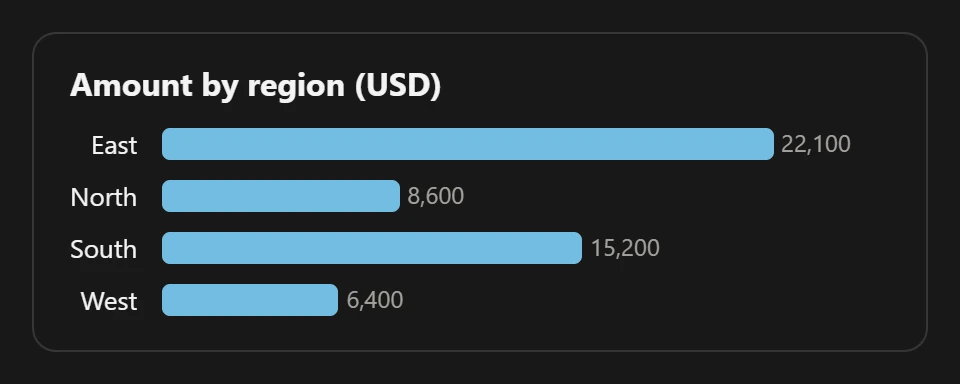 Amount by region (USD)
East 22,100
North 8,600
South 15,200
West 6,400